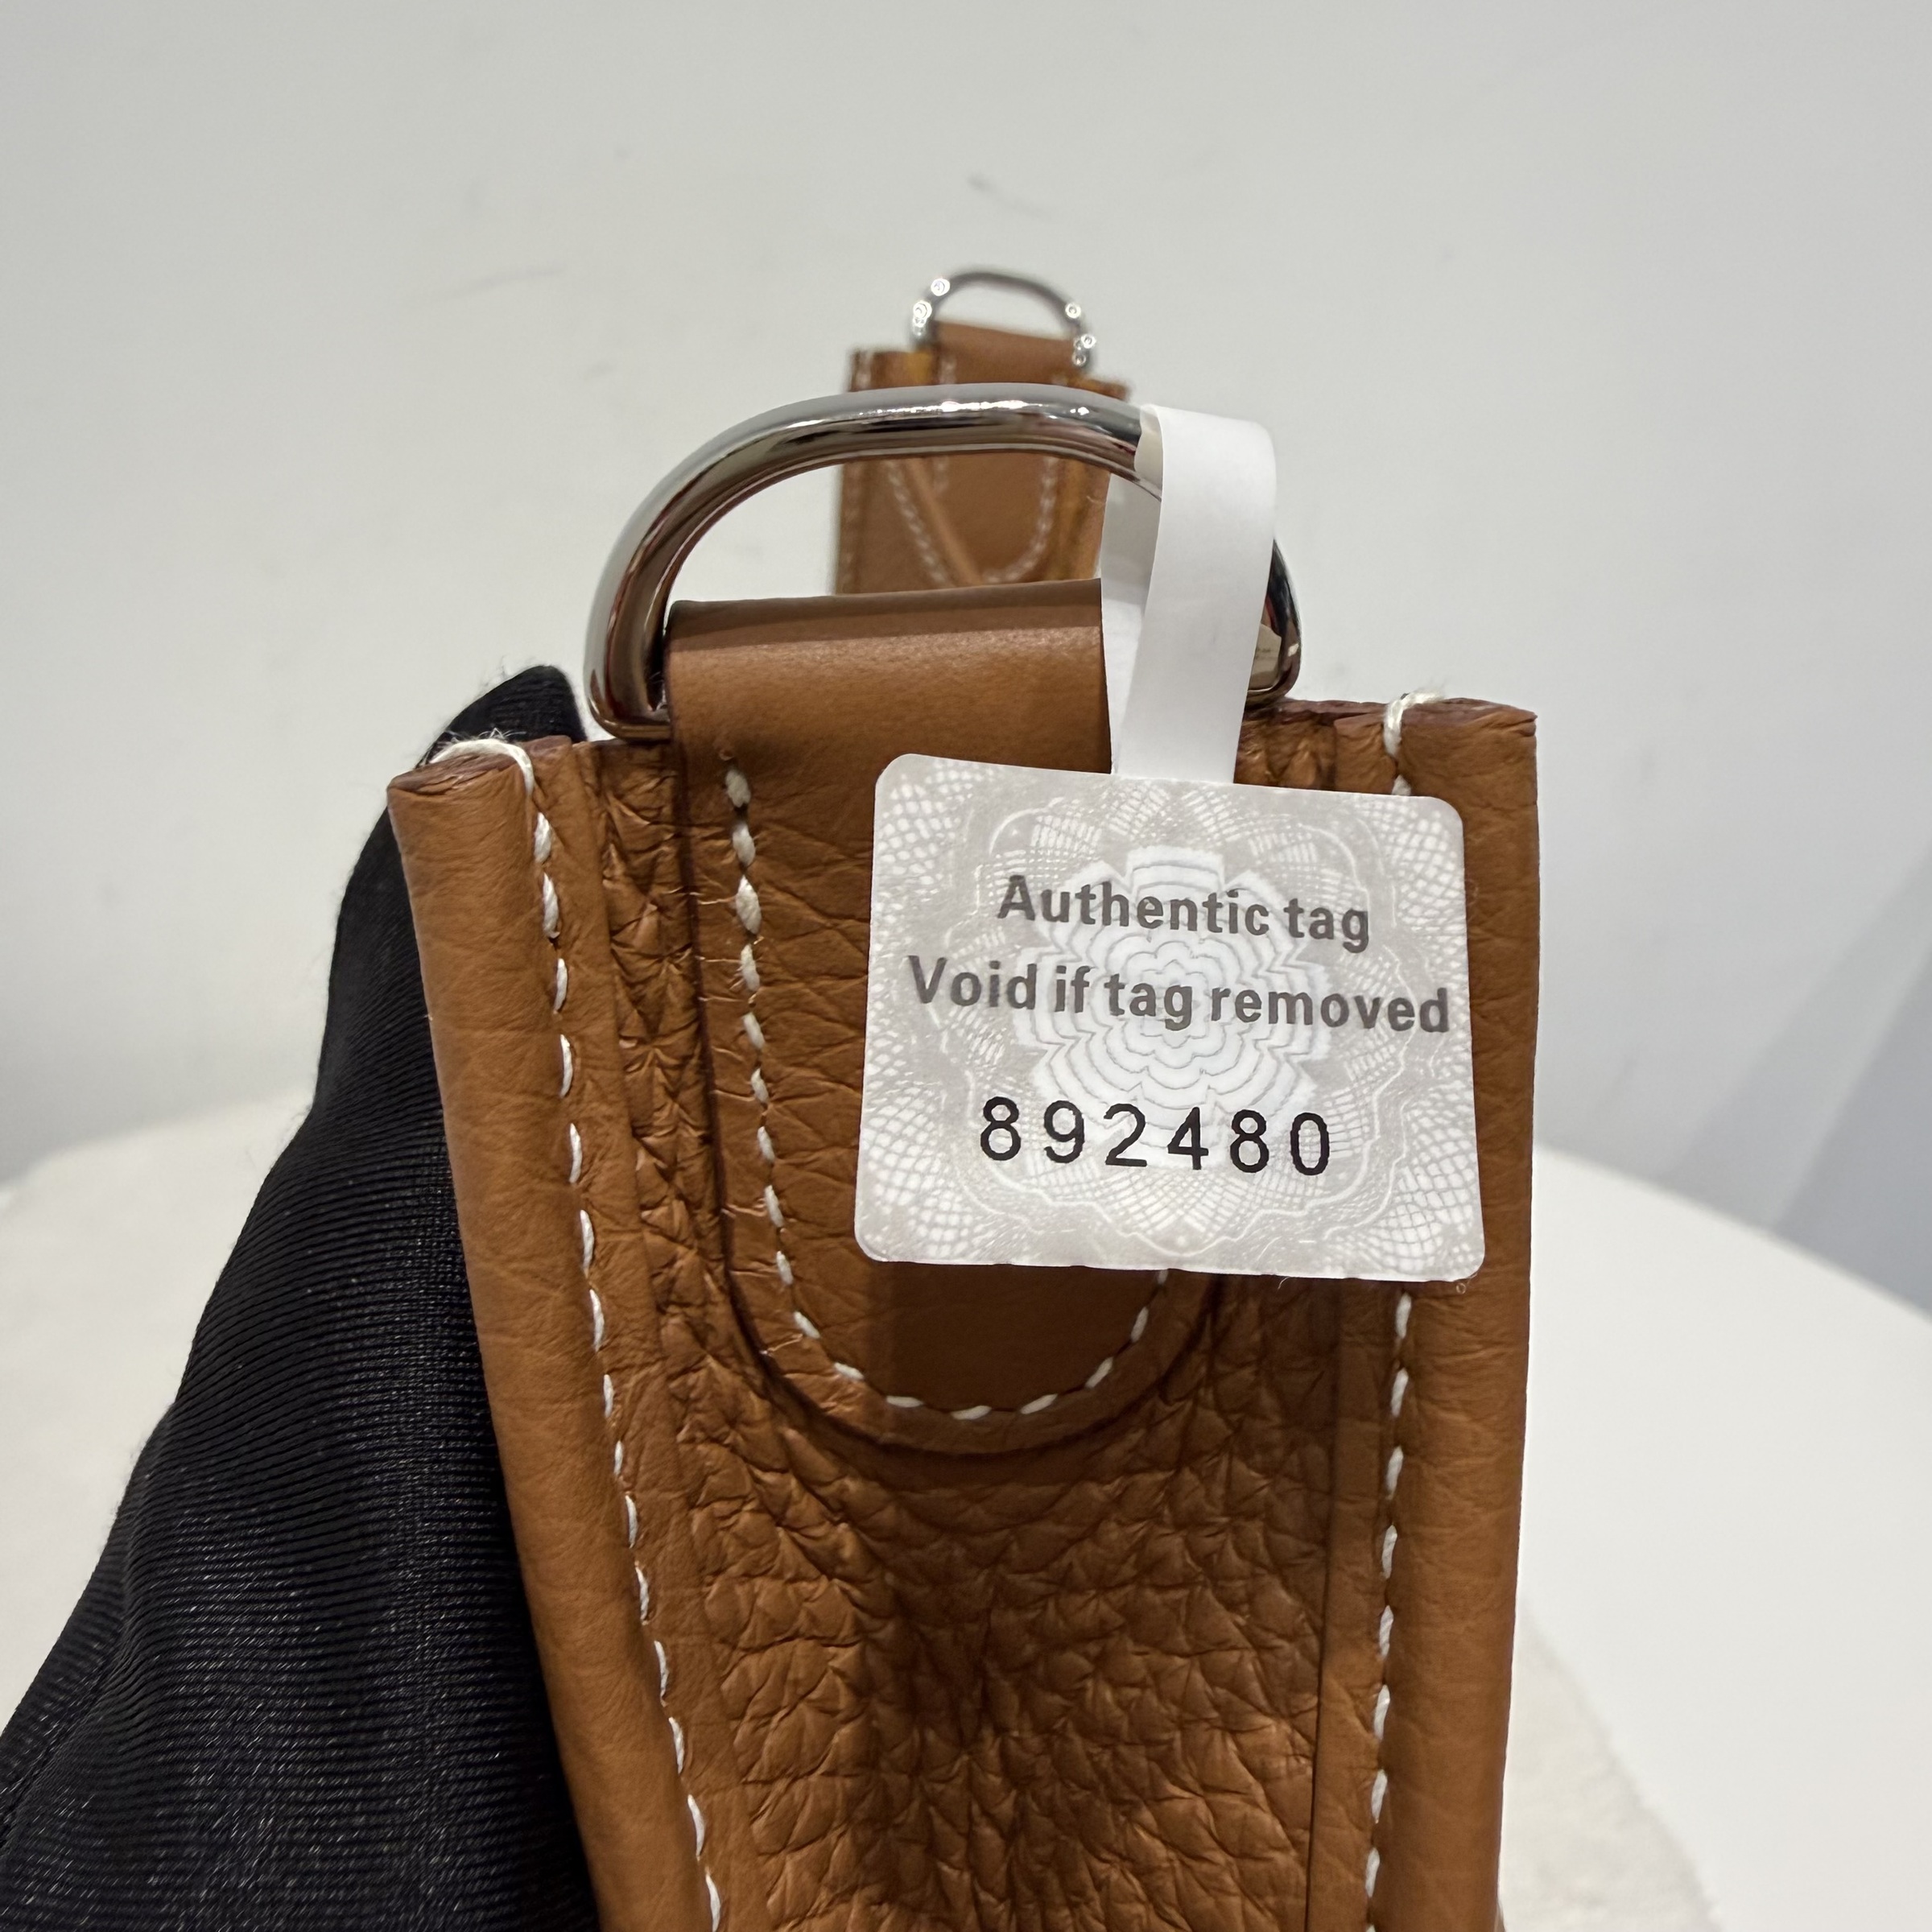 Authentic tag
Void if tag removed
892480